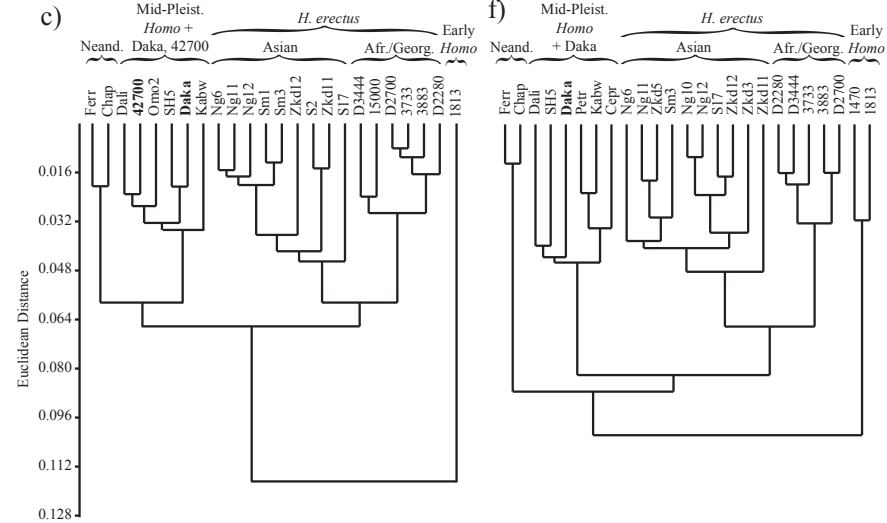 c)
Mid-Pleist.
Homo +
Neand. Daka, 42700
H. erectus
Asian Afr./Georg.
Early
Homo
Ferr Chap Dali 42700 Omo2 SH5 Daka Kabw Ng6 Ng11 Ng12 Sm1 Sm3 Zkd12 S2 Zkd11 S17 D3444 15000 D2700 3733 3883 D2280 1813
Euclidean Distance
0.016
0.032
0.048
0.064
0.080
0.096
0.112
0.128
f)
Mid-Pleist.
Homo
Neand. + Daka
H. erectus
Asian Afr./Georg.
Early
Homo
Ferr Chap Dali SH5 Daka Petr Kabw Cepr Ng6 Ng11 Zkd5 Sm3 Ng10 Ng12 S17 Zkd12 Zkd3 Zkd11 D2280 D3444 3733 3883 D2700 1470 1813